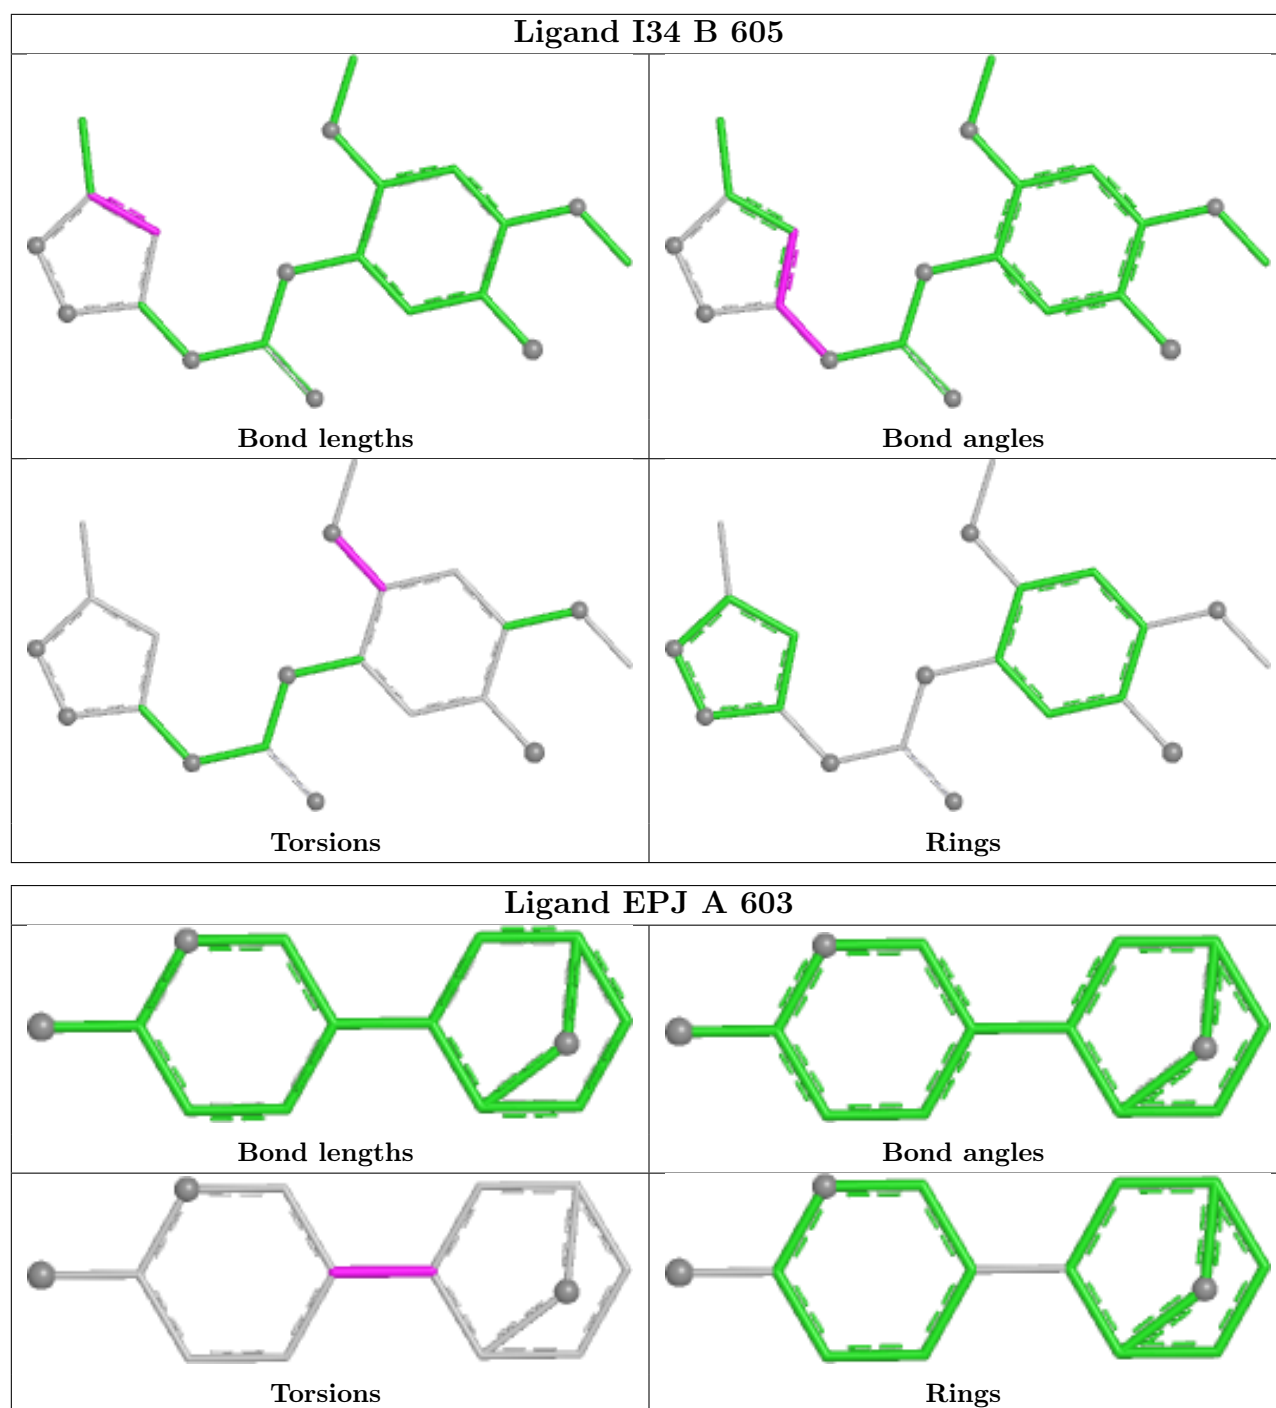 Ligand I34 B 605
Bond lengths
Bond angles
Torsions
Rings
Ligand EPJ A 603
Bond lengths
Bond angles
Torsions
Rings